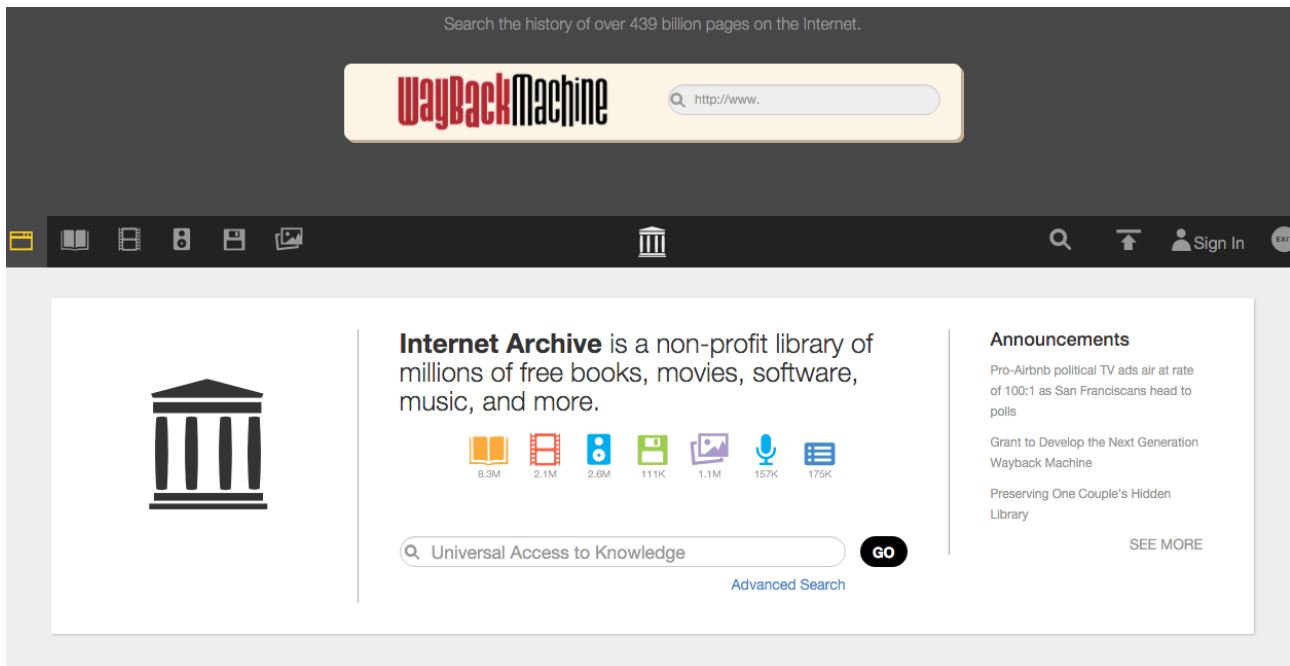 Search the history of over 439 billion pages on the Internet.
WayBackMachine
http://www.
Sign In
EXIT
Internet Archive is a non-profit library of
millions of free books, movies, software,
music, and more.
8.3M 2.1M 2.6M 111K 1.1M 157K 175K
Universal Access to Knowledge
GO
Advanced Search
Announcements
Pro-Airbnb political TV ads air at rate
of 100:1 as San Franciscans head to
polls
Grant to Develop the Next Generation
Wayback Machine
Preserving One Couple's Hidden
Library
SEE MORE